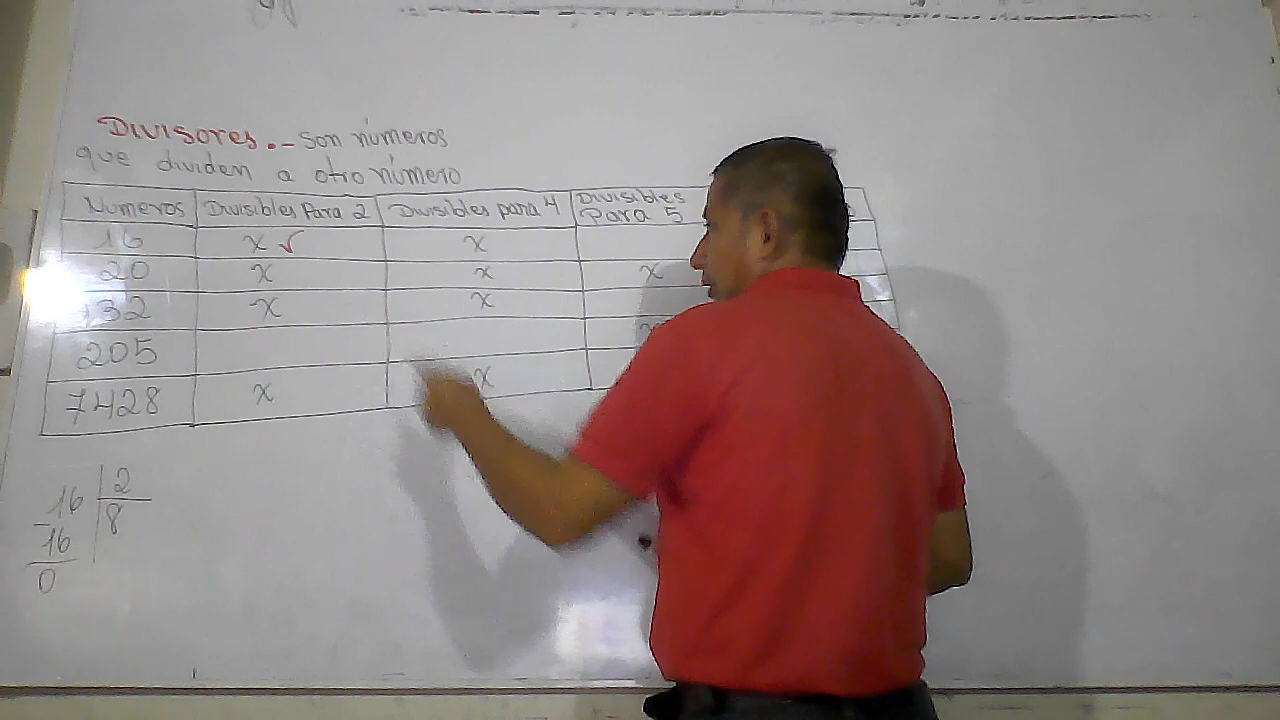 Divisores.- son números
que dividen a otro número
Numeros Divisibles Para 2 Divisibles para 4 Divisibles Para 5
16 x ✓ x
20 x x x
132 x x
205
7428 x x
16 2
-16 8
0